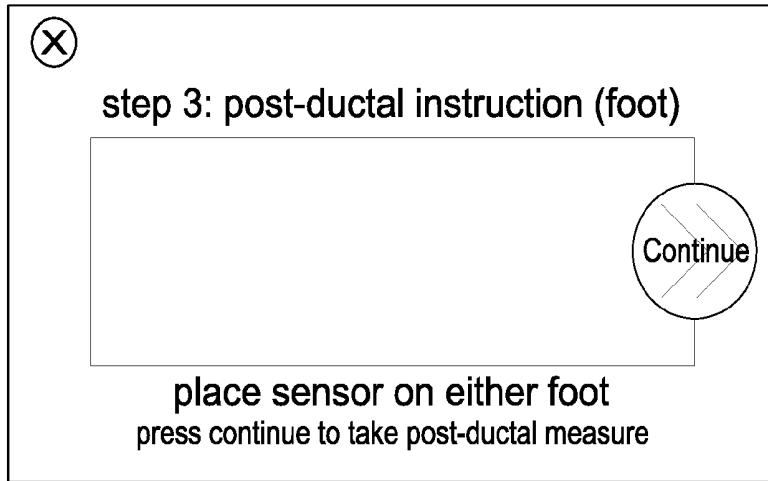 X
step 3: post-ductal instruction (foot)
Continue
place sensor on either foot
press continue to take post-ductal measure